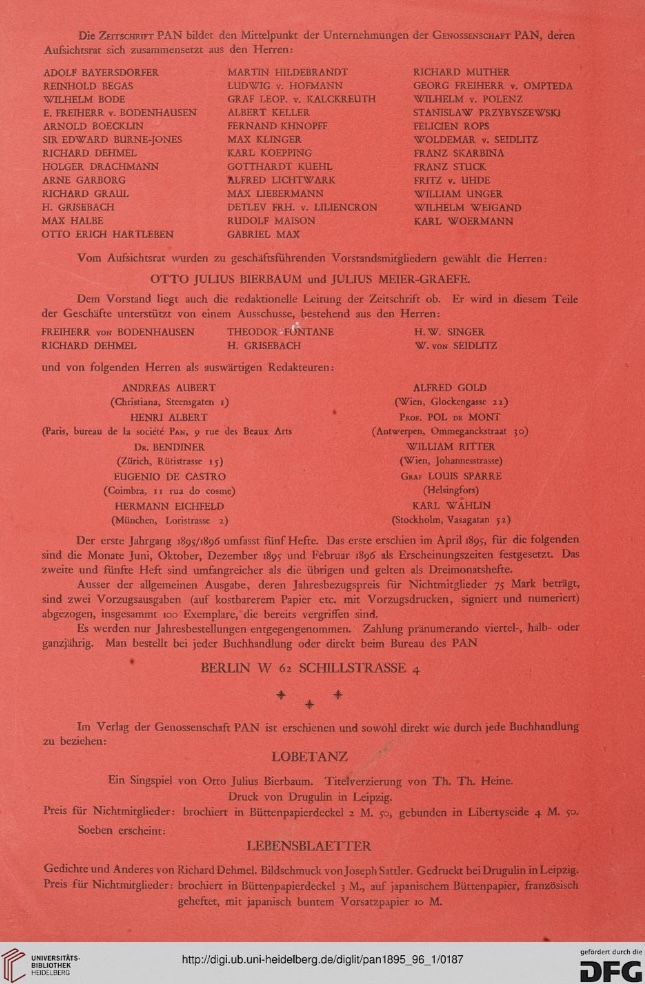 Die Zeitschrift PAN bildet den Mittelpunkt der Unternehmungen der Genossenschaft PAN, deren
Aufsichtsrat sich zusammensetzt aus den Herren:
ADOLF BAYERSDORFER
REINHOLD BEGAS
WILHELM BODE
E. FREIHERR v. BODENHAUSEN
ARNOLD BOECKLIN
SIR EDWARD BURNE-JONES
RICHARD DEHMEL
HOLGER DRACHMANN
ARNE GARBORG
RICHARD GRAUL
H. GRISEBACH
MAX HALBE
OTTO ERICH HARTLEBEN
MARTIN HILDEBRANDT
LUDWIG v. HOFMANN
GRAF LEOP. v. KALCKREUTH
ALBERT KELLER
FERNAND KHNOPFF
MAX KLINGER
KARL KOEPPING
GOTTHARDT KUEHL
ALFRED LICHTWARK
MAX LIEBERMANN
DETLEV FRH. v. LILIENCRON
RUDOLF MAISON
GABRIEL MAX
RICHARD MUTHER
GEORG FREIHERR v. OMPTEDA
WILHELM v. POLENZ
STANISLAW PRZYBYSZEWSKI
FELICIEN ROPS
WOLDEMAR v. SEIDLITZ
FRANZ SKARBINA
FRANZ STUCK
FRITZ v. UHDE
WILLIAM UNGER
WILHELM WEIGAND
KARL WOERMANN
Vom Aufsichtsrat wurden zu geschäftsführenden Vorstandsmitgliedern gewählt die Herren:
OTTO JULIUS BIERBAUM und JULIUS MEIER-GRAEFE.
Dem Vorstand liegt auch die redaktionelle Leitung der Zeitschrift ob. Er wird in diesem Teile
der Geschäfte unterstützt von einem Ausschusse, bestehend aus den Herren:
FREIHERR von BODENHAUSEN THEODOR FONTANE H. W. SINGER
RICHARD DEHMEL H. GRISEBACH W. von SEIDLITZ
und von folgenden Herren als auswärtigen Redakteuren:
ANDREAS AUBERT
(Christiana, Steensgaten 1)
HENRI ALBERT
(Paris, bureau de la société Pan, 9 rue des Beaux Arts
Dr. BENDINER
(Zürich, Rütistrasse 15)
EUGENIO DE CASTRO
(Coimbra, 11 rua do cosme)
HERMANN EICHFELD
(München, Loristrasse 2)
ALFRED GOLD
(Wien, Glockengasse 22)
Prof. POL de MONT
(Antwerpen, Ommeganckstraat 30)
WILLIAM RITTER
(Wien, Johannesstrasse)
Graf LOUIS SPARRE
(Helsingfors)
KARL WÅHLIN
(Stockholm, Vasagatan 52)
Der erste Jahrgang 1895/1896 umfasst fünf Hefte. Das erste erschien im April 1895, für die folgenden
sind die Monate Juni, Oktober, Dezember 1895 und Februar 1896 als Erscheinungszeiten festgesetzt. Das
zweite und fünfte Heft sind umfangreicher als die übrigen und gelten als Dreimonatshefte.
Ausser der allgemeinen Ausgabe, deren Jahresbezugspreis für Nichtmitglieder 75 Mark beträgt,
sind zwei Vorzugsausgaben (auf kostbarerem Papier etc. mit Vorzugsdrucken, signiert und numeriert)
abgezogen, insgesammt 100 Exemplare, die bereits vergriffen sind.
Es werden nur Jahresbestellungen entgegengenommen. Zahlung pränumerando viertel-, halb- oder
ganzjährig. Man bestellt bei jeder Buchhandlung oder direkt beim Bureau des PAN
BERLIN W 62 SCHILLSTRASSE 4
Im Verlag der Genossenschaft PAN ist erschienen und sowohl direkt wie durch jede Buchhandlung
zu beziehen:
LOBETANZ
Ein Singspiel von Otto Julius Bierbaum. Titelverzierung von Th. Th. Heine.
Druck von Drugulin in Leipzig.
Preis für Nichtmitglieder: brochiert in Büttenpapierdeckel 2 M. 50, gebunden in Libertyseide 4 M. 50.
Soeben erscheint:
LEBENSBLAETTER
Gedichte und Anderes von Richard Dehmel. Bildschmuck von Joseph Sattler. Gedruckt bei Drugulin in Leipzig.
Preis für Nichtmitglieder: brochiert in Büttenpapierdeckel 3 M., auf japanischem Büttenpapier, französisch
geheftet, mit japanisch buntem Vorsatzpapier 10 M.
UNIVERSITÄTS-
BIBLIOTHEK
HEIDELBERG
http://digi.ub.uni-heidelberg.de/diglit/pan1895_96_1/0187
gefördert durch die
DFG